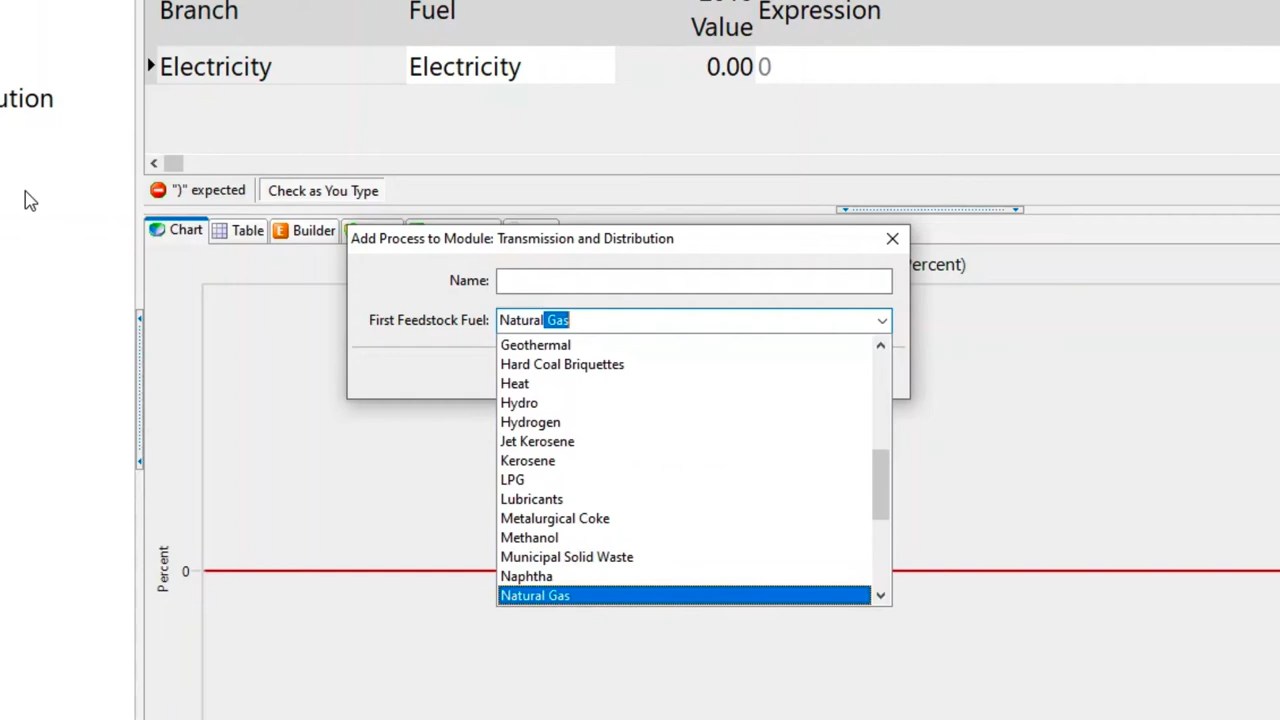 Branch Fuel Expression
Value
Electricity Electricity 0.00 0
ution
")" expected Check as You Type
Chart Table Builder
Add Process to Module: Transmission and Distribution
ercent)
Name:
First Feedstock Fuel: Natural Gas
Geothermal
Hard Coal Briquettes
Heat
Hydro
Hydrogen
Jet Kerosene
Kerosene
LPG
Lubricants
Metalurgical Coke
Methanol
Municipal Solid Waste
Naphtha
Natural Gas
Percent
0